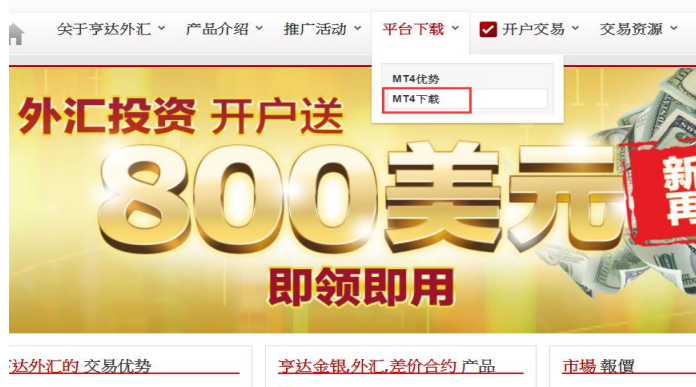 关于亨达外汇 产品介绍 推广活动 平台下载 开户交易 交易资源
MT4优势
MT4下载
外汇投资 开户送
800美元
新
再
即领即用
达外汇的 交易优势
亨达金银,外汇,差价合约 产品
市場 報價